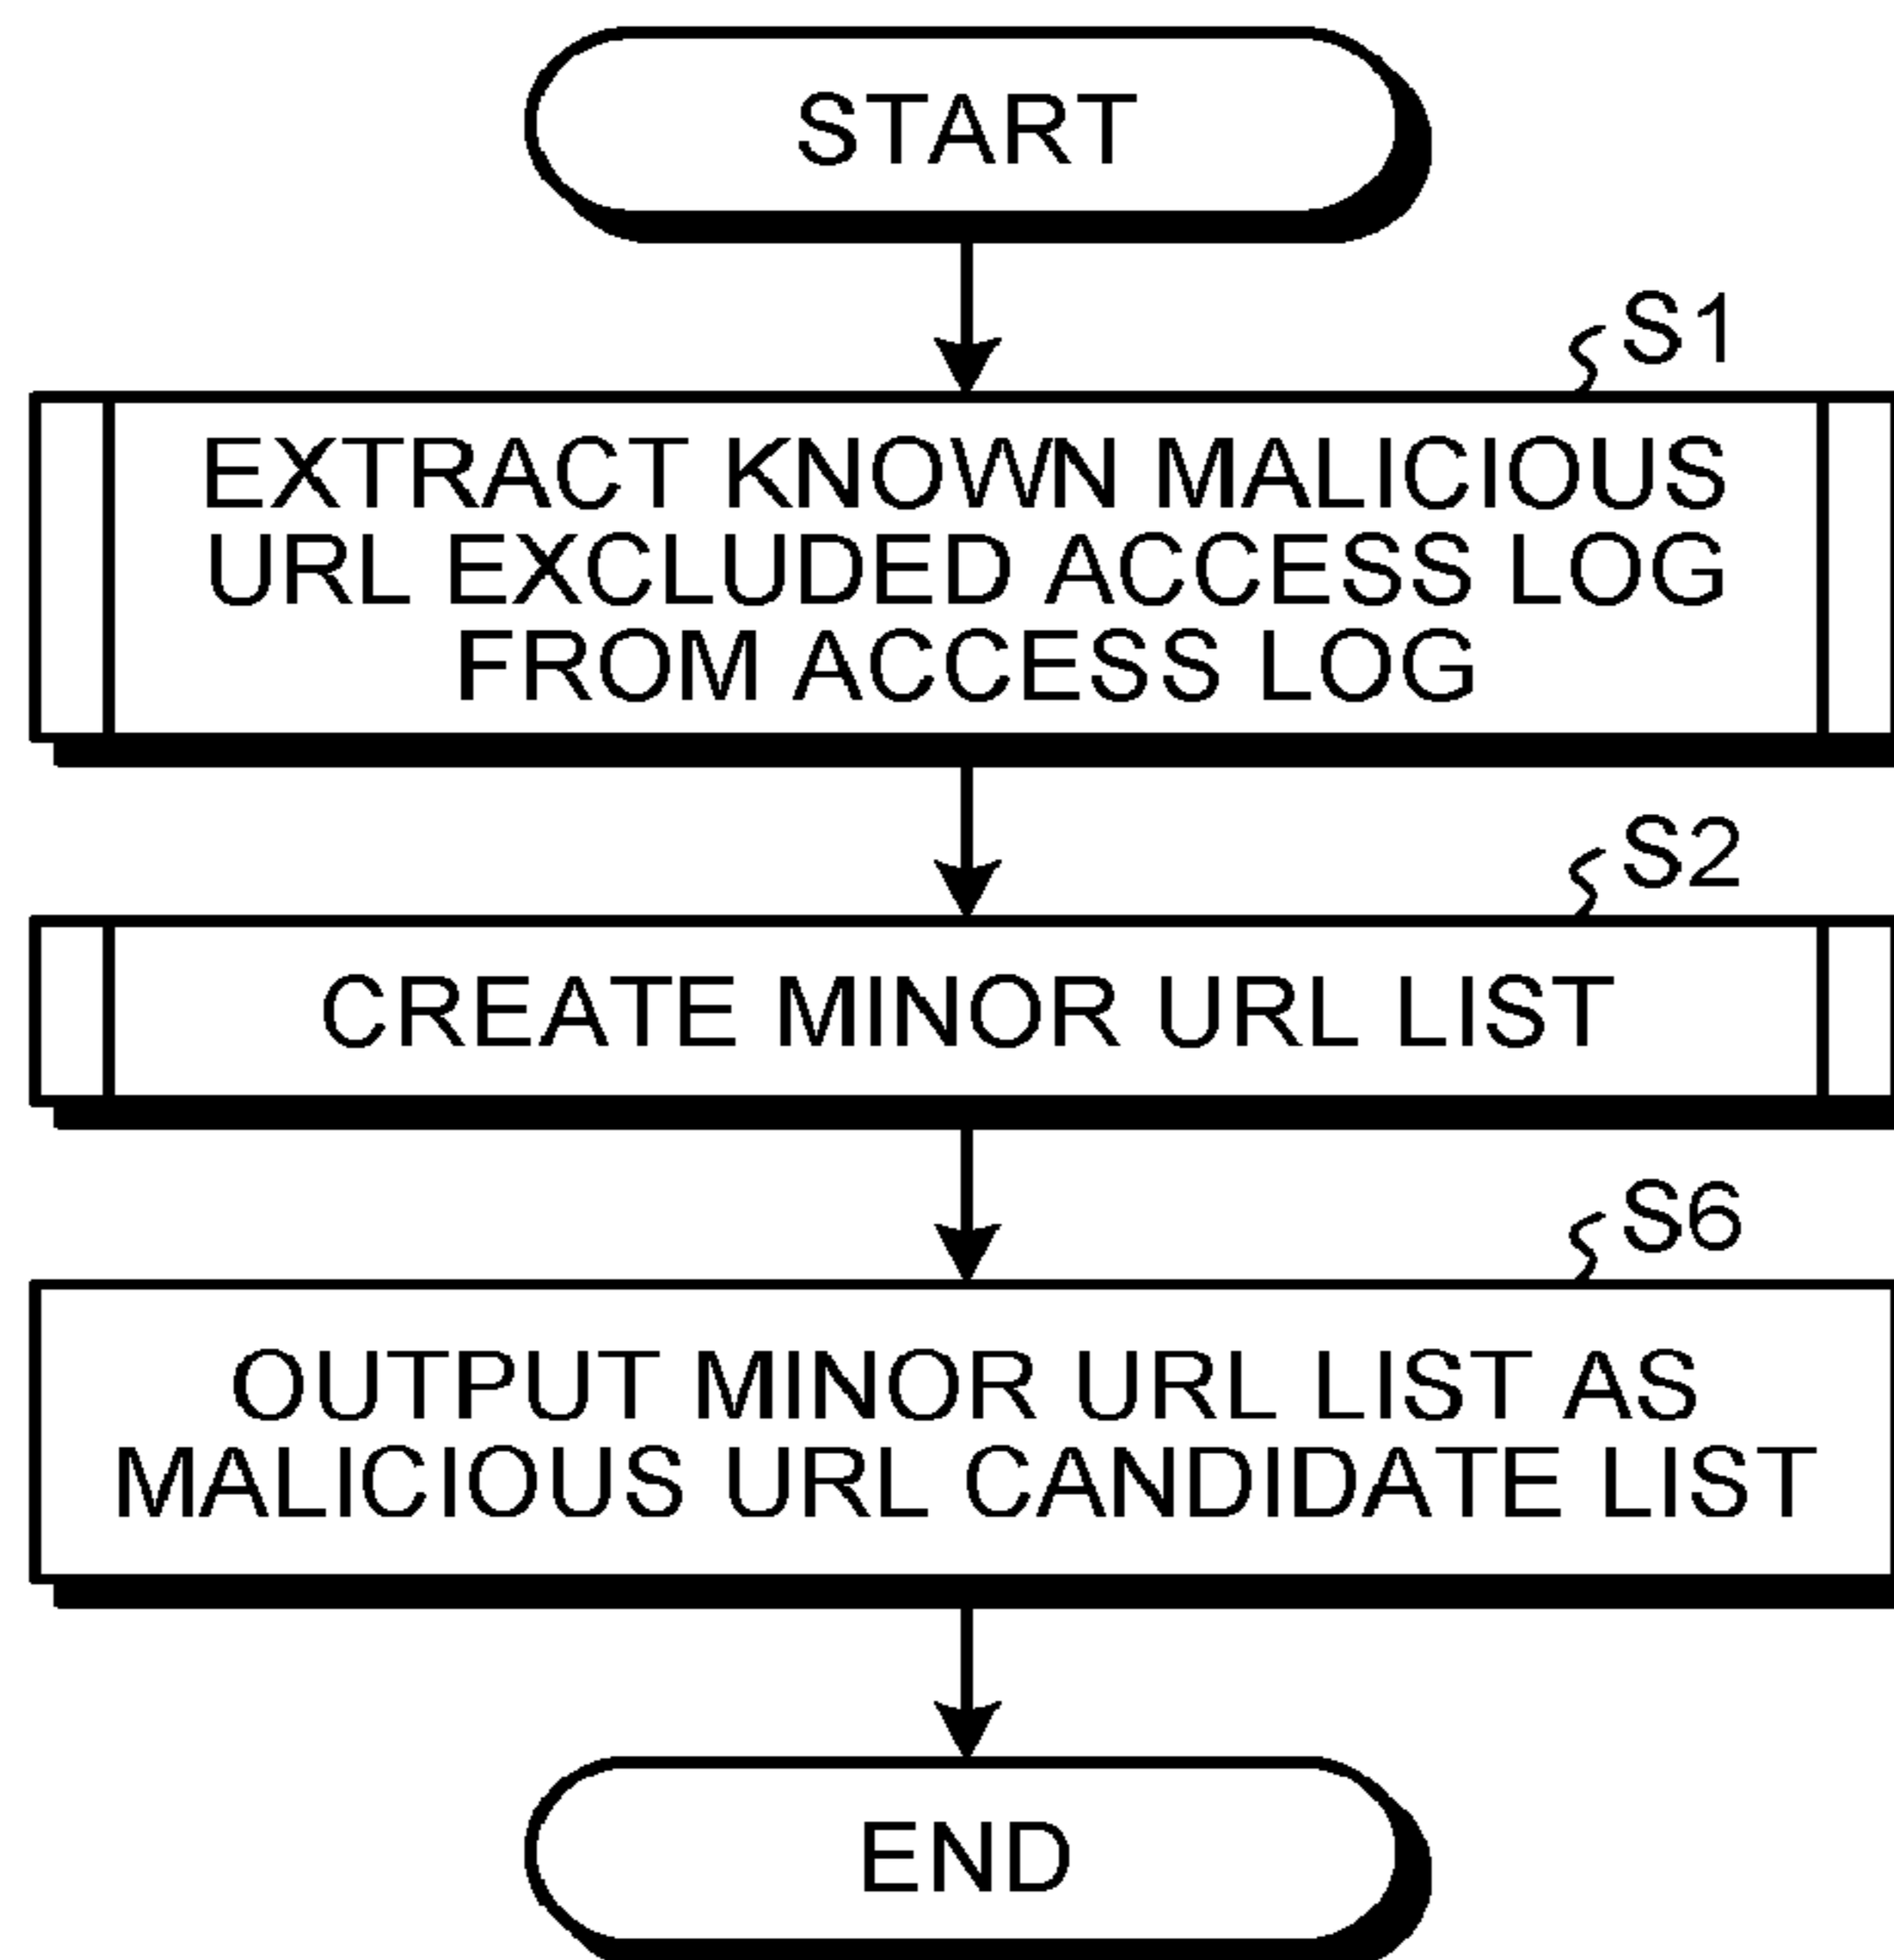 START
S1
EXTRACT KNOWN MALICIOUS
URL EXCLUDED ACCESS LOG
FROM ACCESS LOG
S2
CREATE MINOR URL LIST
S6
OUTPUT MINOR URL LIST AS
MALICIOUS URL CANDIDATE LIST
END